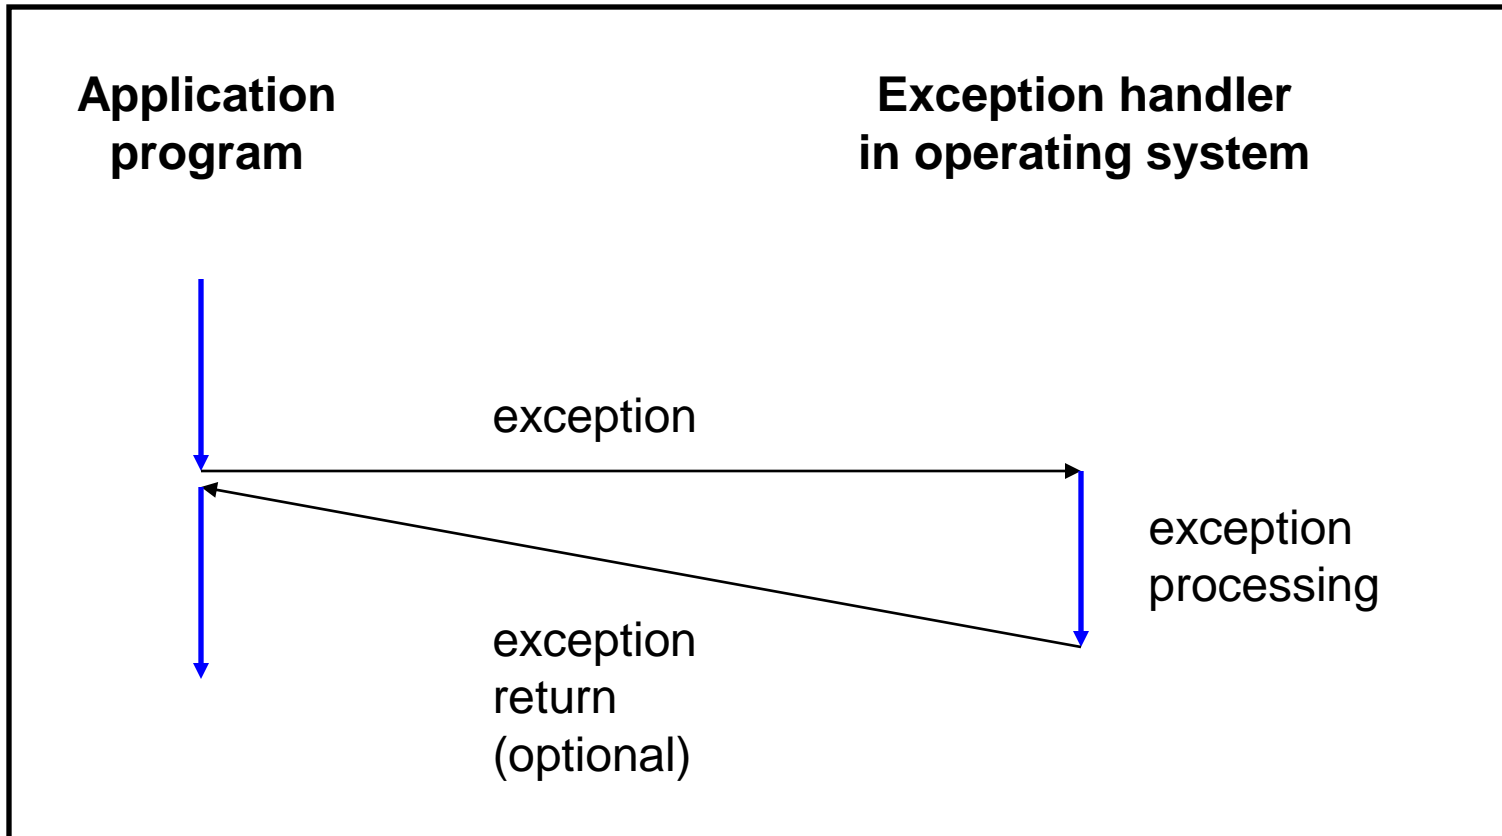 Application
program
Exception handler
in operating system
exception
exception
processing
exception
return
(optional)